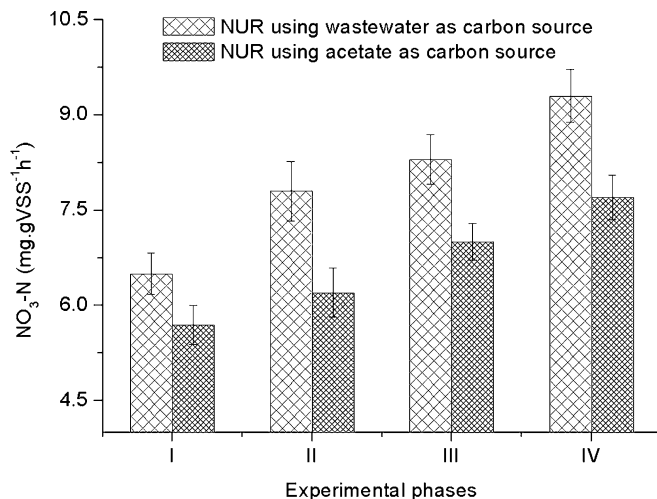 NUR using wastewater as carbon source
NUR using acetate as carbon source
10.5
9.0
7.5
6.0
4.5
NO₃-N (mg.gVSS⁻¹h⁻¹)
I II III IV
Experimental phases